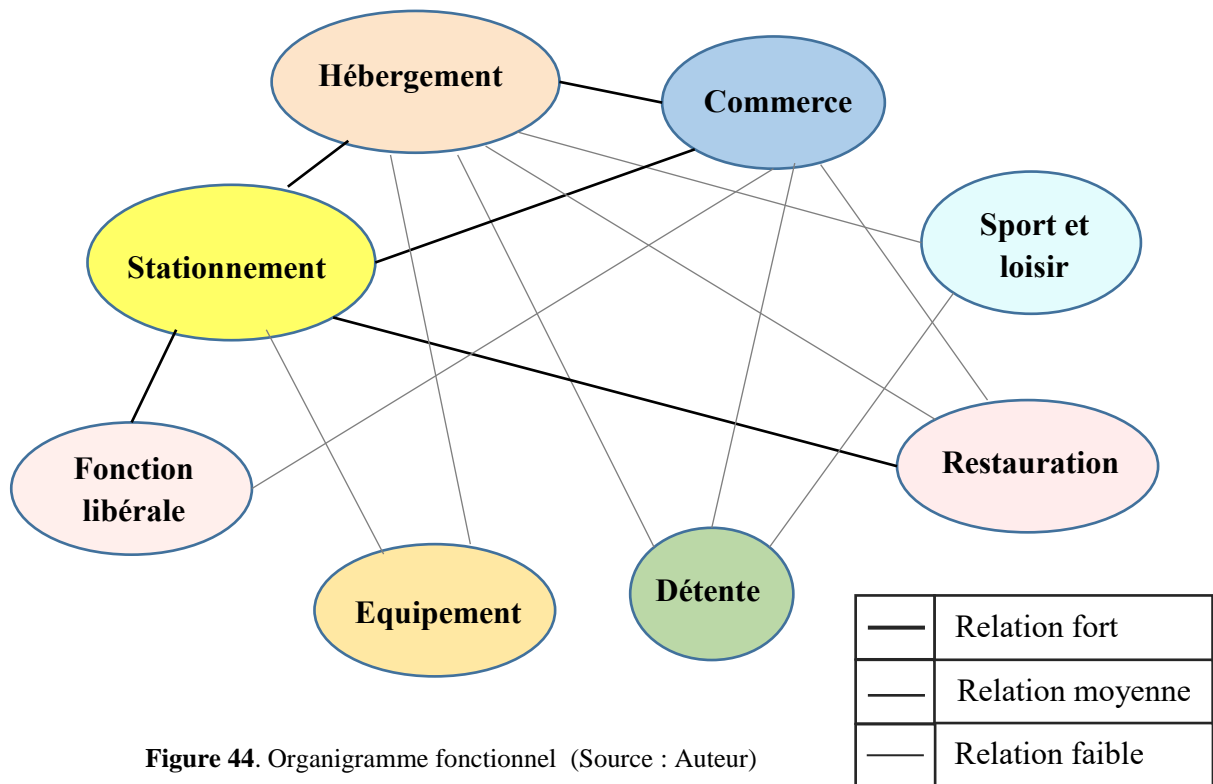 Hébergement
Commerce
Sport et
loisir
Stationnement
Restauration
Fonction
libérale
Equipement
Détente
Relation fort
Relation moyenne
Relation faible
Figure 44. Organigramme fonctionnel (Source : Auteur)